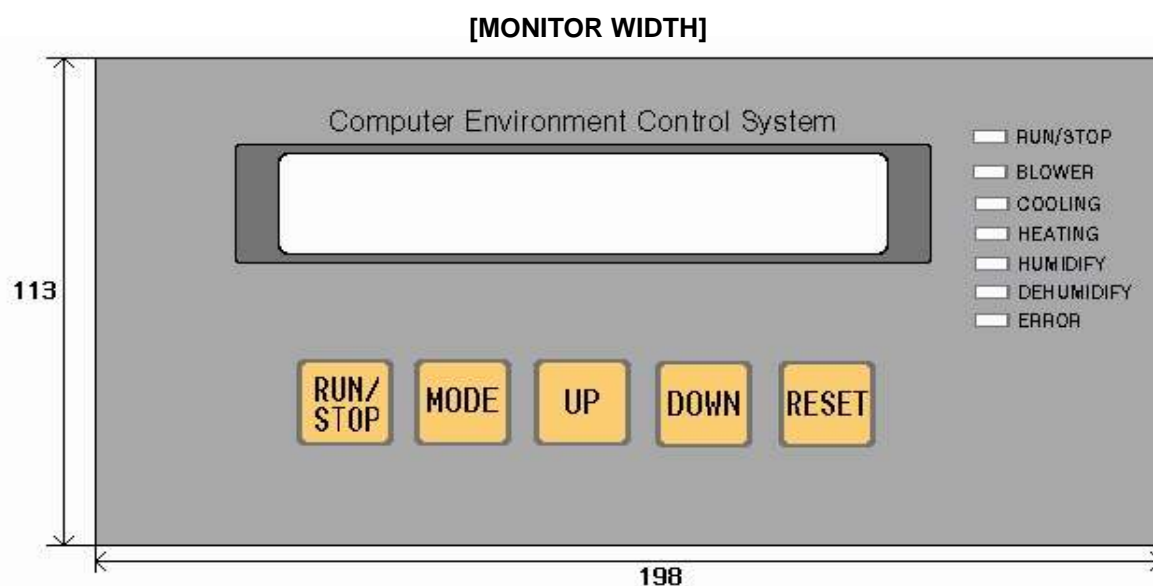 [MONITOR WIDTH]
Computer Environment Control System
RUN/STOP
BLOWER
COOLING
HEATING
HUMIDIFY
DEHUMIDIFY
ERROR
113
RUN/
STOP
MODE
UP
DOWN
RESET
198